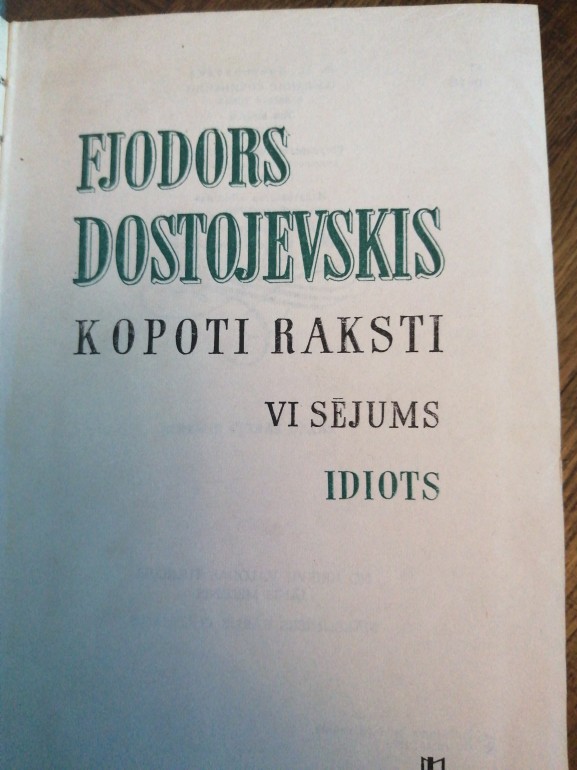 FJODORS
DOSTOJEVSKIS
KOPOTI RAKSTI
VI SĒJUMS
IDIOTS